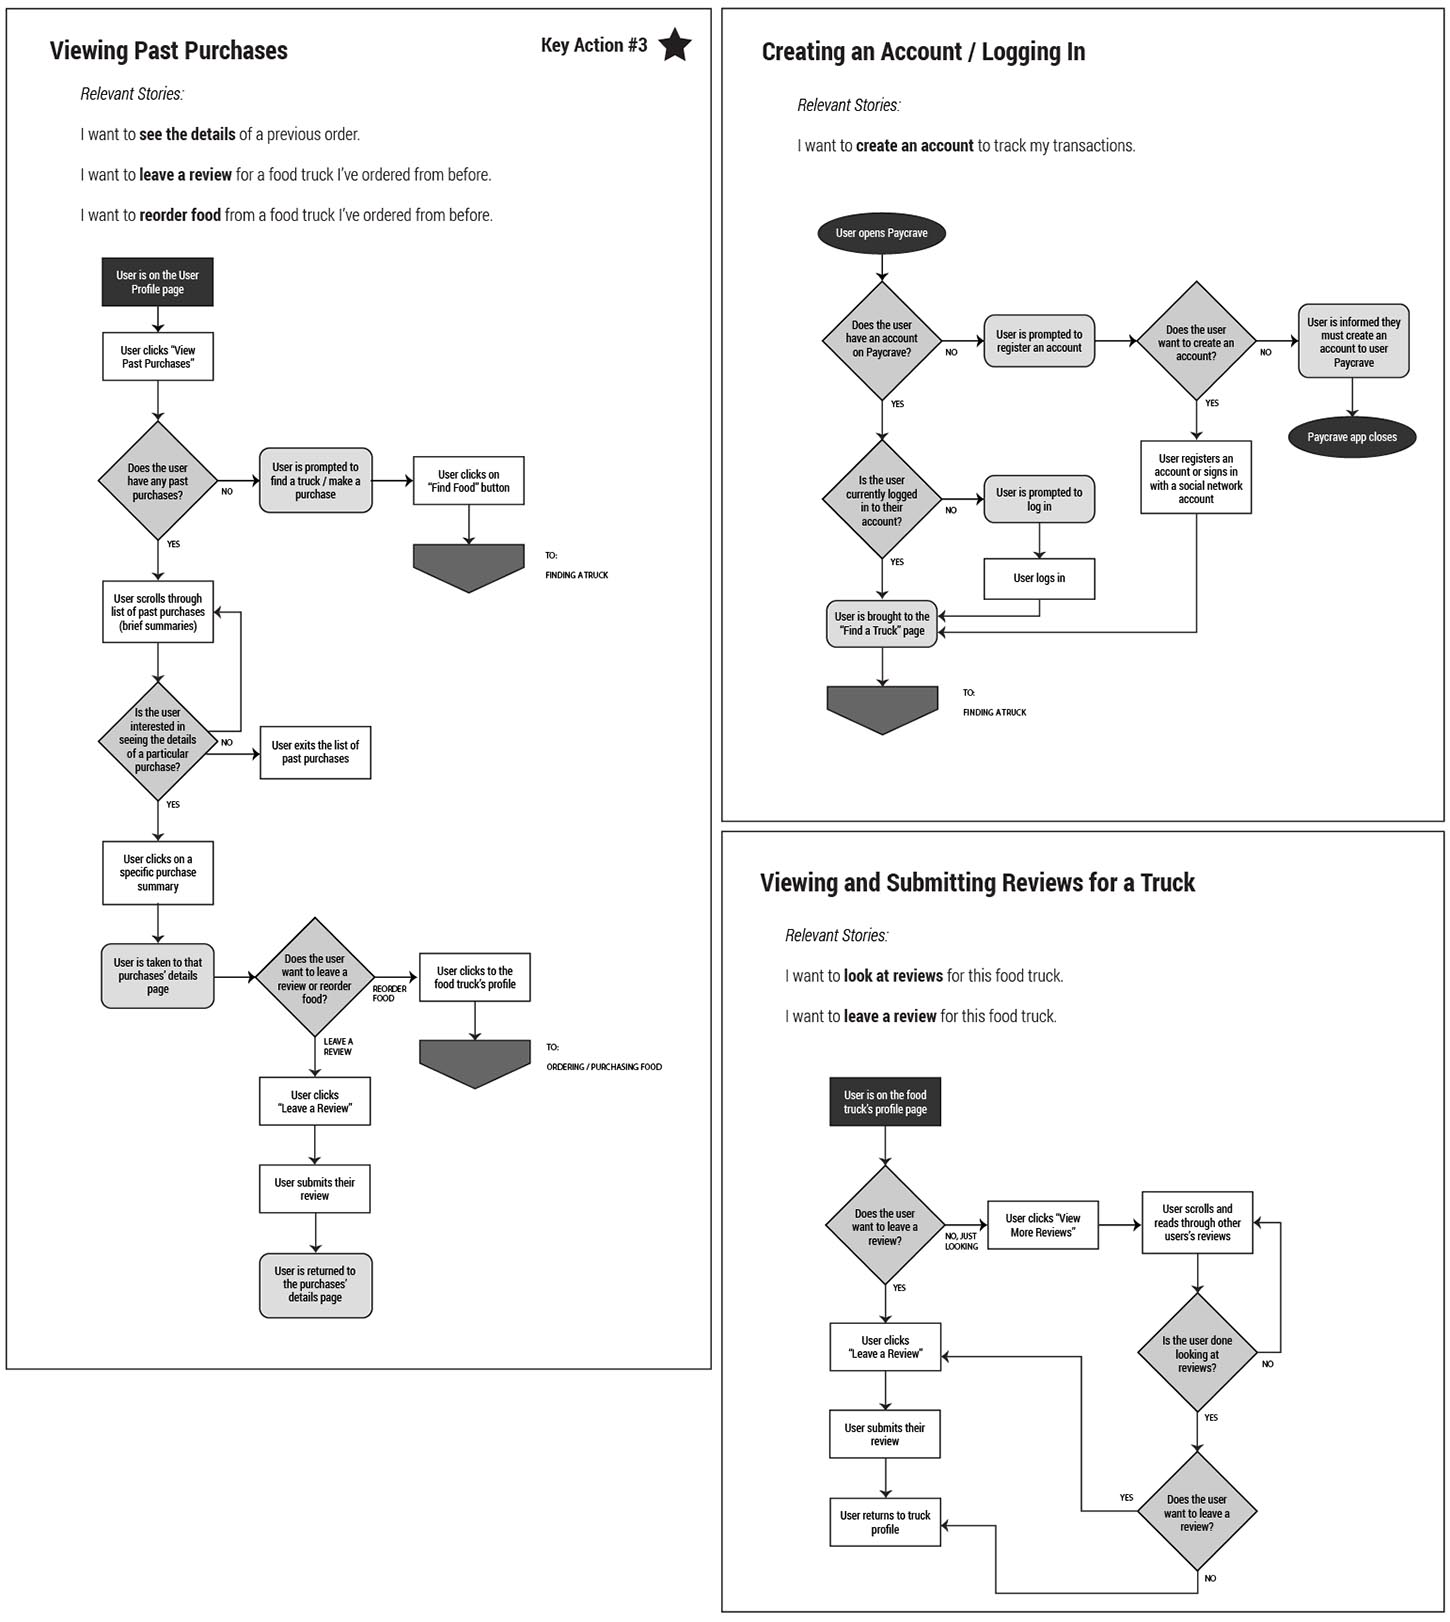 Viewing Past Purchases
Key Action #3
Relevant Stories:
I want to see the details of a previous order.
I want to leave a review for a food truck I've ordered from before.
I want to reorder food from a food truck I've ordered from before.
User is on the User
Profile page
User clicks "View
Past Purchases"
Does the user
have any past
purchases?
NO
User is prompted to
find a truck / make a
purchase
User clicks on
"Find Food" button
TO:
FINDING A TRUCK
YES
User scrolls through
list of past purchases
(brief summaries)
Is the user
interested in
seeing the details
of a particular
purchase?
NO
User exits the list of
past purchases
YES
User clicks on a
specific purchase
summary
User is taken to that
purchases' details
page
Does the user
want to leave a
review or reorder
food?
REORDER
FOOD
User clicks to the
food truck's profile
TO:
ORDERING / PURCHASING FOOD
LEAVE A
REVIEW
User clicks
"Leave a Review"
User submits their
review
User is returned to
the purchases'
details page
Creating an Account / Logging In
Relevant Stories:
I want to create an account to track my transactions.
User opens Paycrave
Does the user
have an account
on Paycrave?
NO
User is prompted to
register an account
Does the user
want to create an
account?
NO
User is informed they
must create an
account to user
Paycrave
Paycrave app closes
YES
User registers an
account or signs in
with a social network
account
YES
Is the user
currently logged
in to their
account?
NO
User is prompted to
log in
User logs in
YES
User is brought to the
"Find a Truck" page
TO:
FINDING A TRUCK
Viewing and Submitting Reviews for a Truck
Relevant Stories:
I want to look at reviews for this food truck.
I want to leave a review for this food truck.
User is on the food
truck's profile page
Does the user
want to leave a
review?
NO, JUST
LOOKING
User clicks "View
More Reviews"
User scrolls and
reads through other
users's reviews
Is the user done
looking at
reviews?
NO
YES
Does the user
want to leave a
review?
YES
NO
YES
User clicks
"Leave a Review"
User submits their
review
User returns to truck
profile